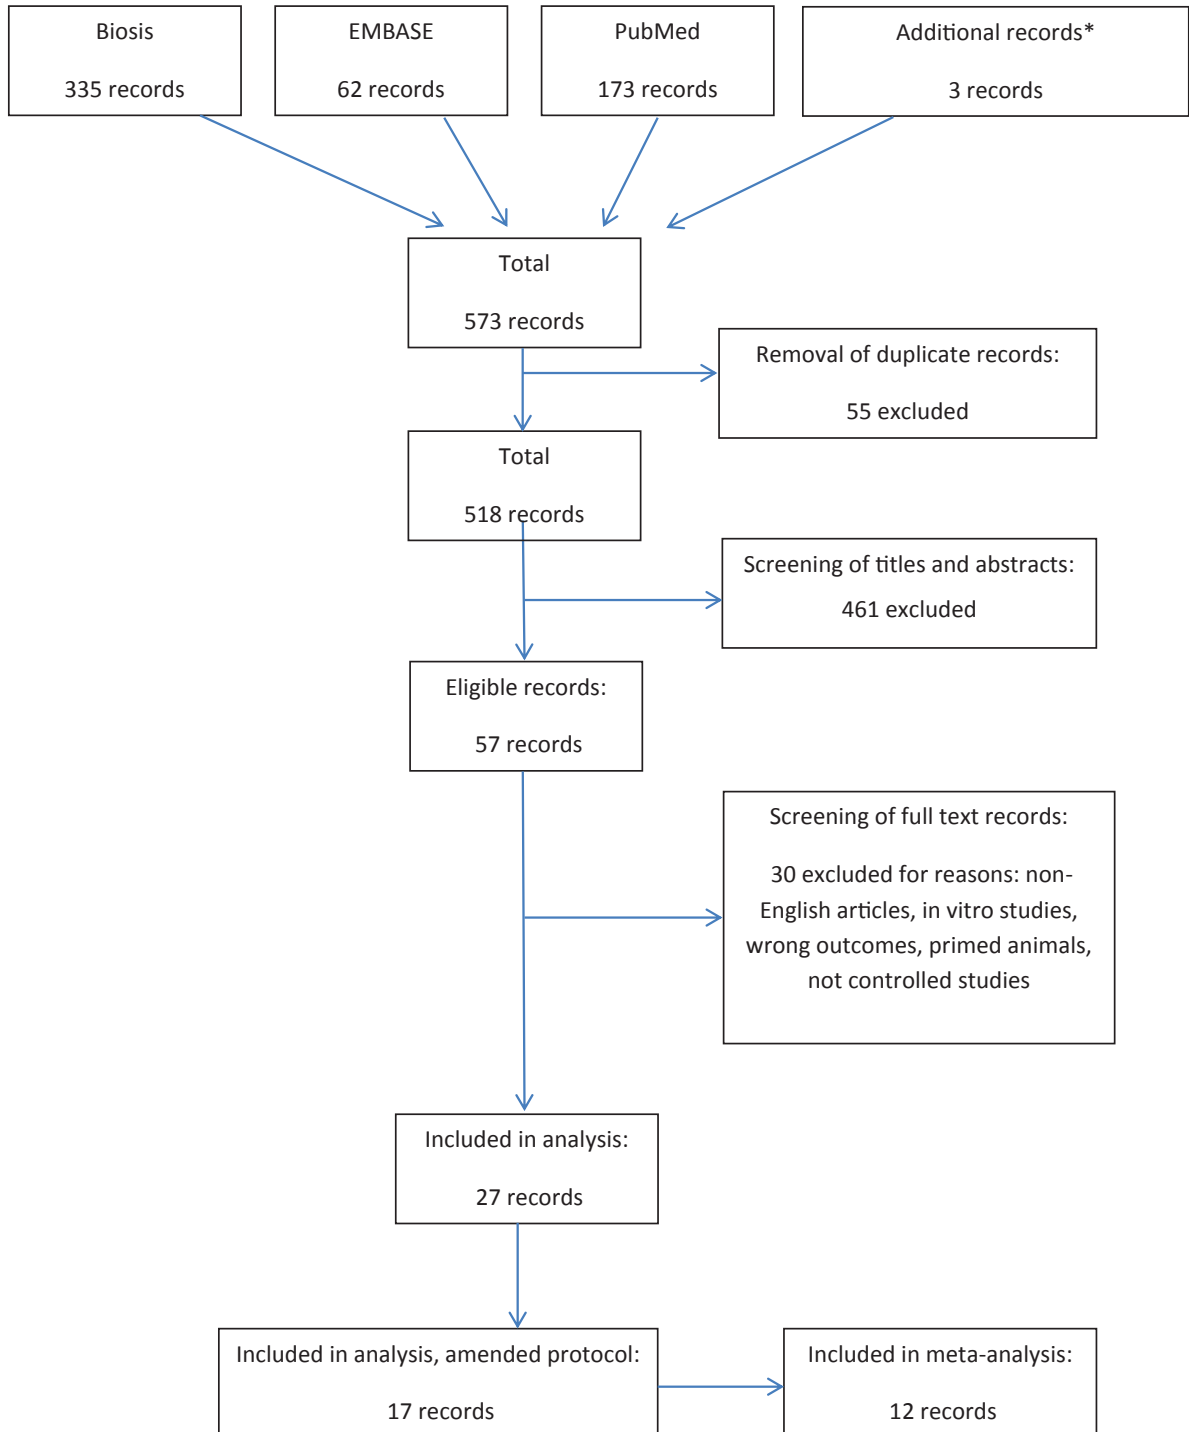 Biosis
335 records
EMBASE
62 records
PubMed
173 records
Additional records*
3 records
Total
573 records
Removal of duplicate records:
55 excluded
Total
518 records
Screening of titles and abstracts:
461 excluded
Eligible records:
57 records
Screening of full text records:
30 excluded for reasons: non-
English articles, in vitro studies,
wrong outcomes, primed animals,
not controlled studies
Included in analysis:
27 records
Included in analysis, amended protocol:
17 records
Included in meta-analysis:
12 records